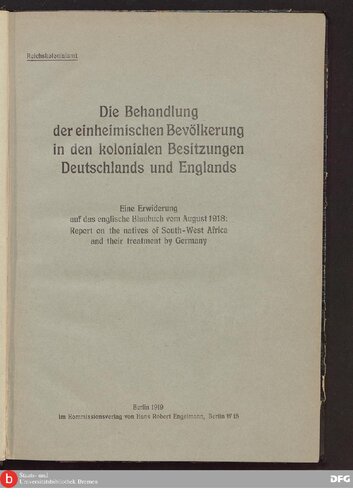 Reichskolonialamt
Die Behandlung
der einheimischen Bevölkerung
in den kolonialen Besitzungen
Deutschlands und Englands
Eine Erwiderung
auf das englische Blaubuch vom August 1918:
Report on the natives of South-West Africa
and their treatment by Germany
Berlin 1919
Im Kommissionsverlag von Hans Robert Engelmann, Berlin W 15
b
Staats- und
Universitätsbibliothek Bremen
DFG